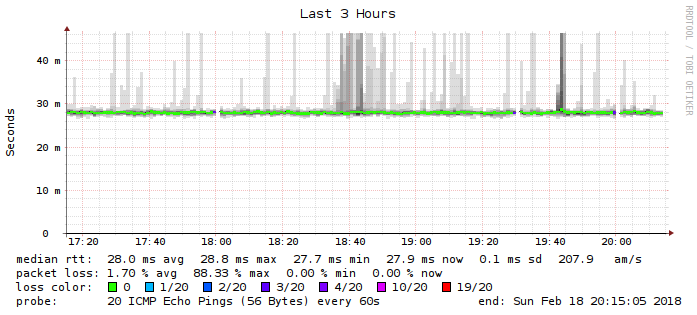 Last 3 Hours
RRDTOOL / TOBI OETIKER
Seconds
40 m
30 m
20 m
10 m
0
17:20 17:40 18:00 18:20 18:40 19:00 19:20 19:40 20:00
median rtt: 28.0 ms avg 28.8 ms max 27.7 ms min 27.9 ms now 0.1 ms sd 207.9 am/s
packet loss: 1.70 % avg 88.33 % max 0.00 % min 0.00 % now
loss color: 0 1/20 2/20 3/20 4/20 10/20 19/20
probe: 20 ICMP Echo Pings (56 Bytes) every 60s end: Sun Feb 18 20:15:05 2018